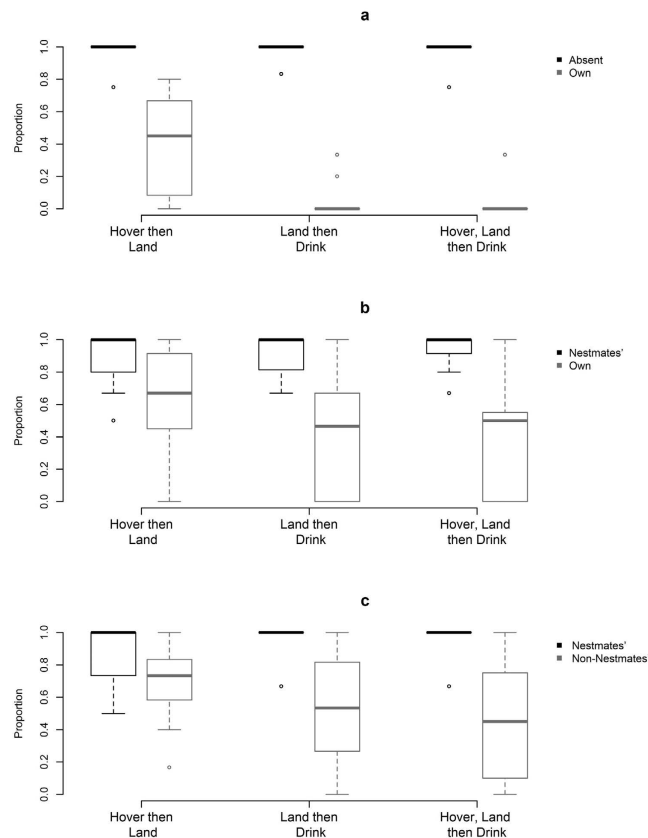 a
Proportion
1.0
0.8
0.6
0.4
0.2
0.0
Absent
Own
Hover then
Land
Land then
Drink
Hover, Land
then Drink
b
Proportion
1.0
0.8
0.6
0.4
0.2
0.0
Nestmates'
Own
Hover then
Land
Land then
Drink
Hover, Land
then Drink
c
Proportion
1.0
0.8
0.6
0.4
0.2
0.0
Nestmates'
Non-Nestmates
Hover then
Land
Land then
Drink
Hover, Land
then Drink